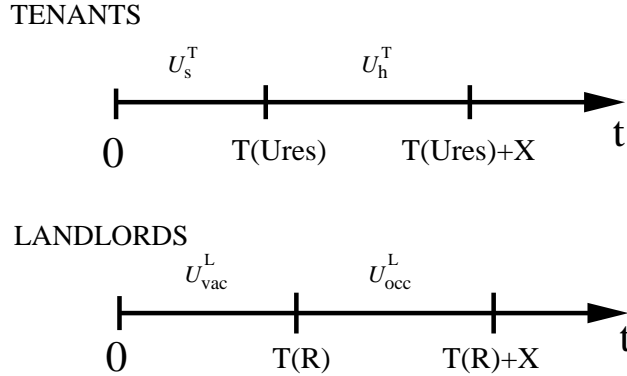 TENANTS
U_s^T U_h^T
0 T(Ures) T(Ures)+X t
LANDLORDS
U_vac^L U_occ^L
0 T(R) T(R)+X t